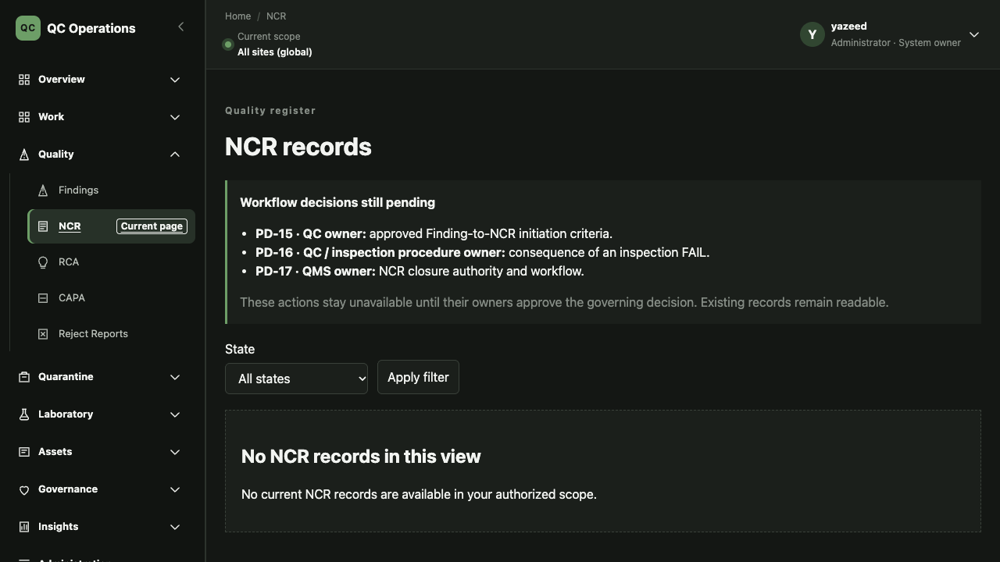 QC
QC Operations
Overview
Work
Quality
Findings
NCR
Current page
RCA
CAPA
Reject Reports
Quarantine
Laboratory
Assets
Governance
Insights
Home / NCR
Current scope
All sites (global)
Y
yazeed
Administrator · System owner
Quality register
NCR records
Workflow decisions still pending
• PD-15 · QC owner: approved Finding-to-NCR initiation criteria.
• PD-16 · QC / inspection procedure owner: consequence of an inspection FAIL.
• PD-17 · QMS owner: NCR closure authority and workflow.
These actions stay unavailable until their owners approve the governing decision. Existing records remain readable.
State
All states
Apply filter
No NCR records in this view
No current NCR records are available in your authorized scope.